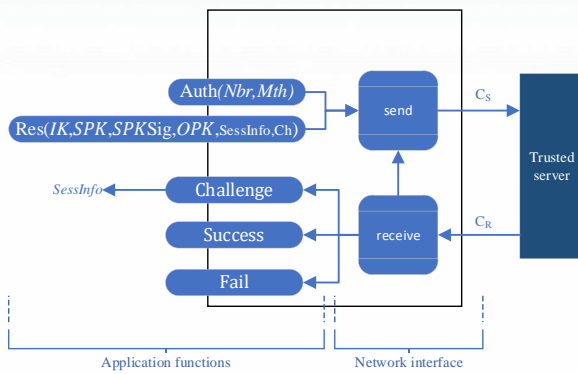 Auth(Nbr,Mth)
send
C_S
Res(IK,SPK,SPKSig,OPK,SessInfo,Ch)
Trusted
server
SessInfo
Challenge
Success
receive
C_R
Fail
Application functions
Network interface